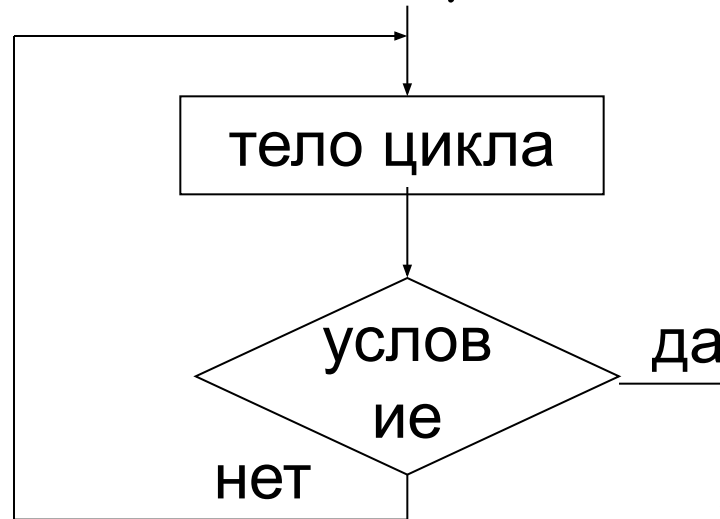 тело цикла
услов
ие
да
нет